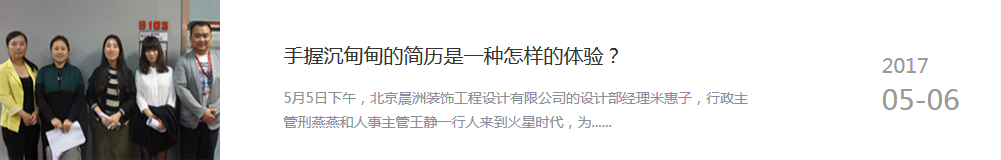 8103
手握沉甸甸的简历是一种怎样的体验？
5月5日下午，北京晨洲装饰工程设计有限公司的设计部经理米惠子，行政主
管刑燕燕和人事主管王静一行人来到火星时代，为......
2017
05-06